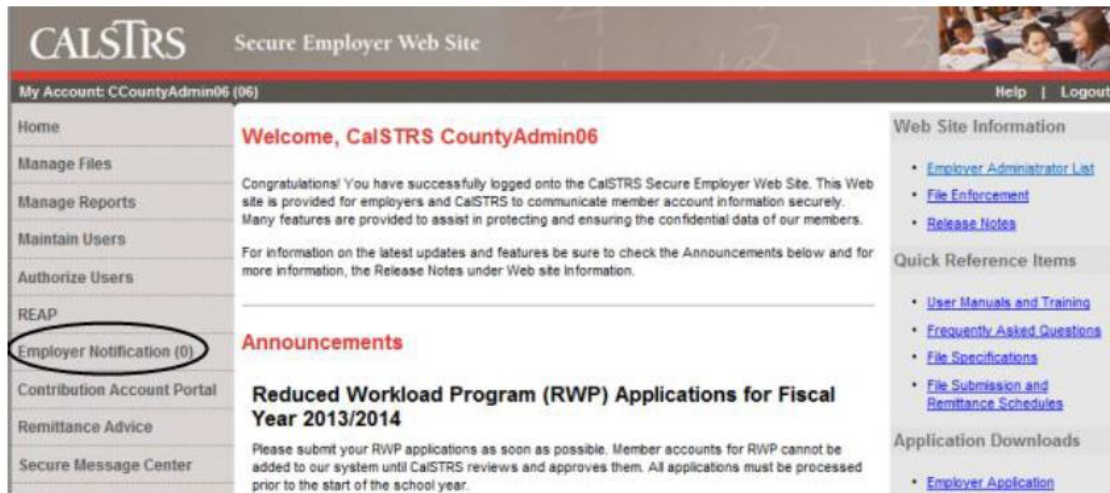 CALSTRS
Secure Employer Web Site
My Account: CCountyAdmin06 (06)
Help | Logout
Home
Manage Files
Manage Reports
Maintain Users
Authorize Users
REAP
Employer Notification (0)
Contribution Account Portal
Remittance Advice
Secure Message Center
Welcome, CalSTRS CountyAdmin06
Congratulations! You have successfully logged onto the CalSTRS Secure Employer Web Site. This Web
site is provided for employers and CalSTRS to communicate member account information securely.
Many features are provided to assist in protecting and ensuring the confidential data of our members.
For information on the latest updates and features be sure to check the Announcements below and for
more information, the Release Notes under Web site Information.
Announcements
Reduced Workload Program (RWP) Applications for Fiscal
Year 2013/2014
Please submit your RWP applications as soon as possible. Member accounts for RWP cannot be
added to our system until CalSTRS reviews and approves them. All applications must be processed
prior to the start of the school year.
Web Site Information
• Employer Administrator List
• File Enforcement
• Release Notes
Quick Reference Items
• User Manuals and Training
• Frequently Asked Questions
• File Specifications
• File Submission and
Remittance Schedules
Application Downloads
• Employer Application